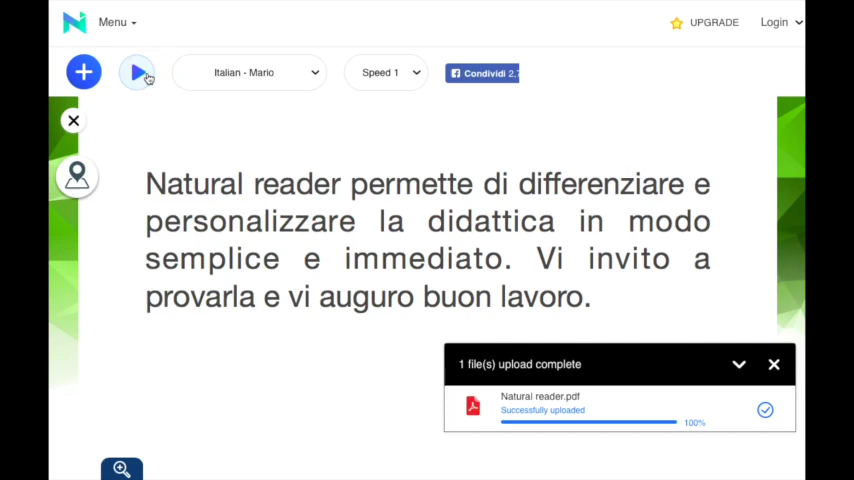 Menu
UPGRADE
Login
Italian - Mario
Speed 1
Condividi
Natural reader permette di differenziare e
personalizzare la didattica in modo
semplice e immediato. Vi invito a
provarla e vi auguro buon lavoro.
1 file(s) upload complete
Natural reader.pdf
Successfully uploaded
100%